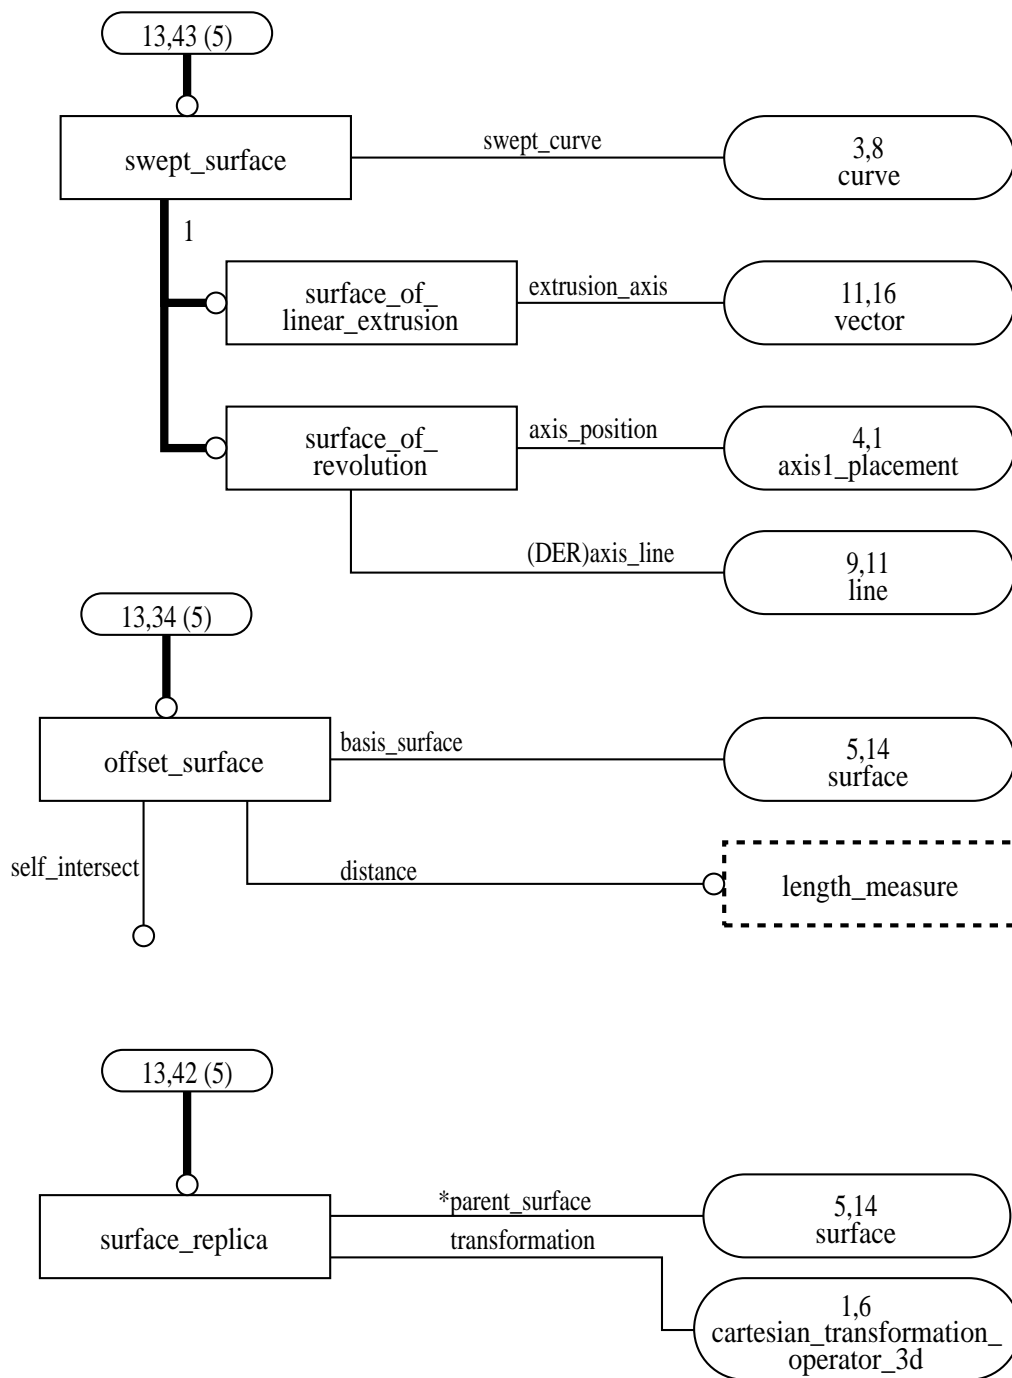 13,43 (5)
swept_surface
swept_curve
3,8
curve
1
surface_of_
linear_extrusion
extrusion_axis
11,16
vector
surface_of_
revolution
axis_position
4,1
axis1_placement
(DER)axis_line
9,11
line
13,34 (5)
offset_surface
basis_surface
5,14
surface
self_intersect
distance
length_measure
13,42 (5)
surface_replica
*parent_surface
5,14
surface
transformation
1,6
cartesian_transformation_
operator_3d